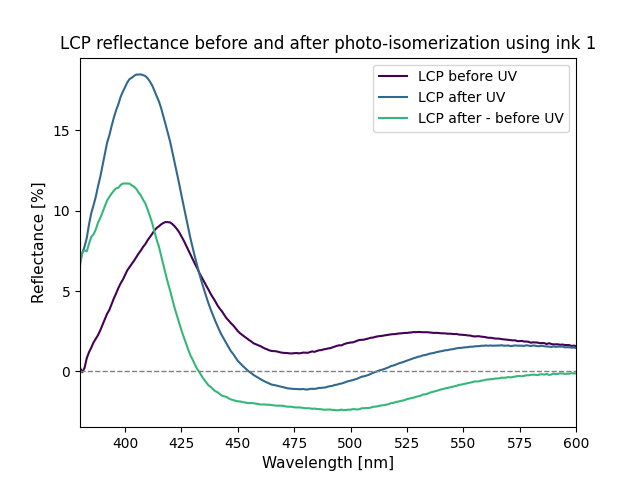 LCP reflectance before and after photo-isomerization using ink 1
LCP before UV
LCP after UV
LCP after - before UV
Reflectance [%]
15
10
5
0
400 425 450 475 500 525 550 575 600
Wavelength [nm]